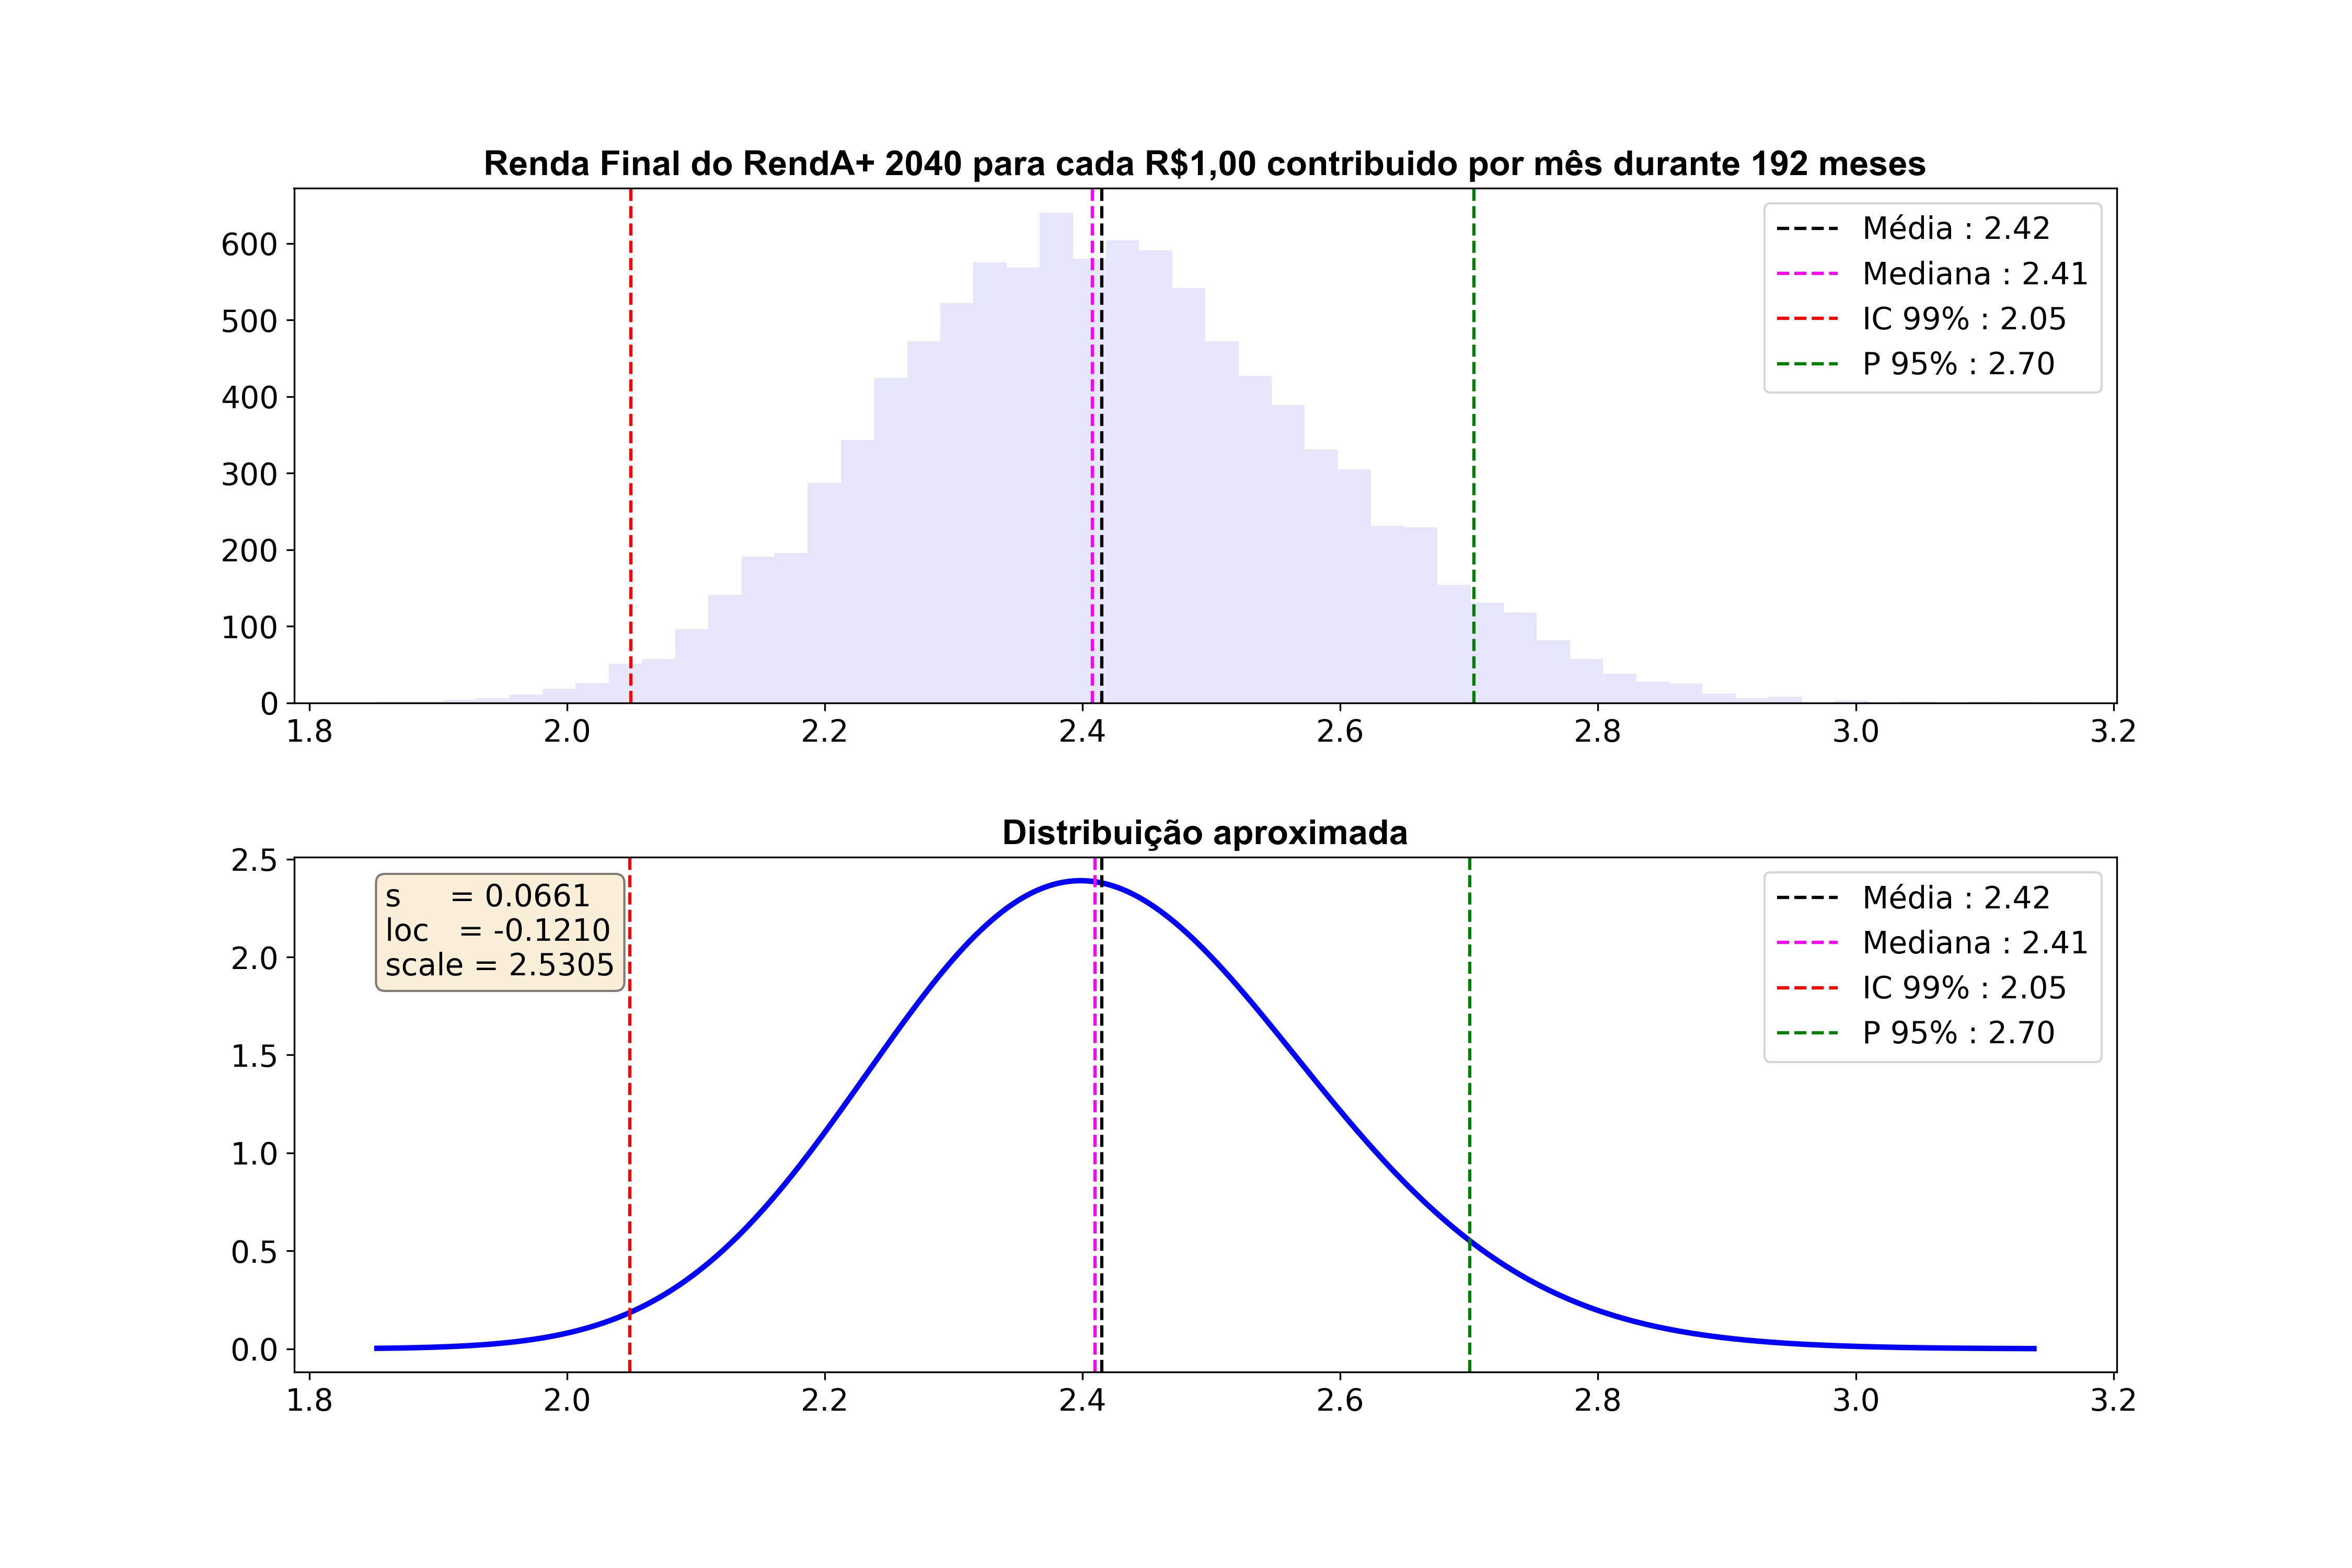 Renda Final do RendA+ 2040 para cada R$1,00 contribuido por mês durante 192 meses
600
500
400
300
200
100
0
1.8 2.0 2.2 2.4 2.6 2.8 3.0 3.2
Média : 2.42
Mediana : 2.41
IC 99% : 2.05
P 95% : 2.70
Distribuição aproximada
2.5
2.0
1.5
1.0
0.5
0.0
1.8 2.0 2.2 2.4 2.6 2.8 3.0 3.2
s = 0.0661
loc = -0.1210
scale = 2.5305
Média : 2.42
Mediana : 2.41
IC 99% : 2.05
P 95% : 2.70